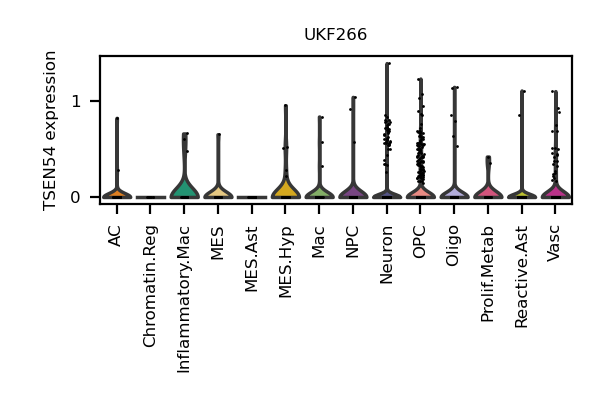 UKF266
TSEN54 expression
1
0
AC
Chromatin.Reg
Inflammatory.Mac
MES
MES.Ast
MES.Hyp
Mac
NPC
Neuron
OPC
Oligo
Prolif.Metab
Reactive.Ast
Vasc